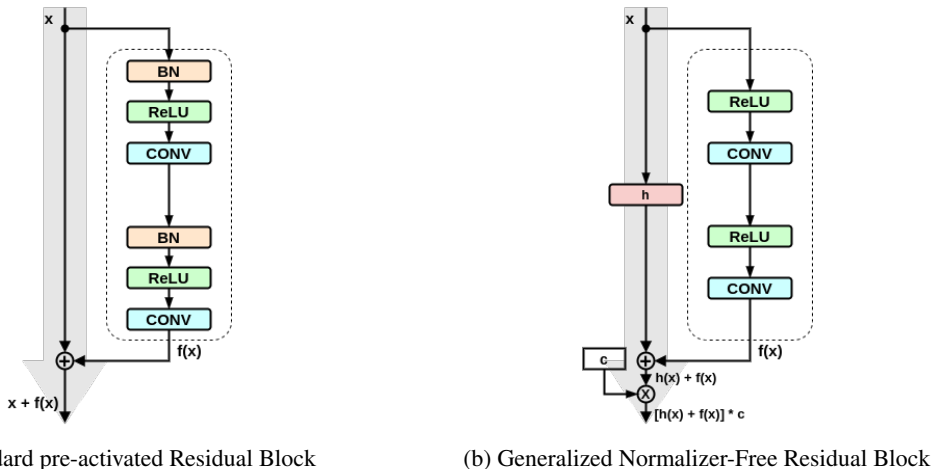 x
BN
ReLU
CONV
BN
ReLU
CONV
f(x)
x + f(x)
x
ReLU
CONV
h
ReLU
CONV
f(x)
c
h(x) + f(x)
[h(x) + f(x)] * c
pre-activated Residual Block
(b) Generalized Normalizer-Free Residual Block